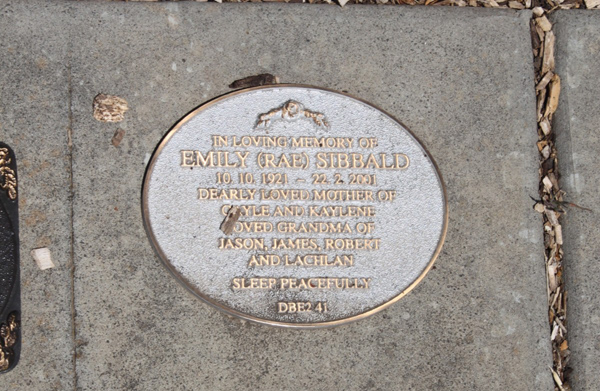 IN LOVING MEMORY OF
EMILY (RAE) SIBBALD
10. 10. 1921 ~ 22. 2. 2001
DEARLY LOVED MOTHER OF
GAYLE AND KAYLENE
LOVED GRANDMA OF
JASON, JAMES, ROBERT
AND LACHLAN
SLEEP PEACEFULLY
DBE2 41